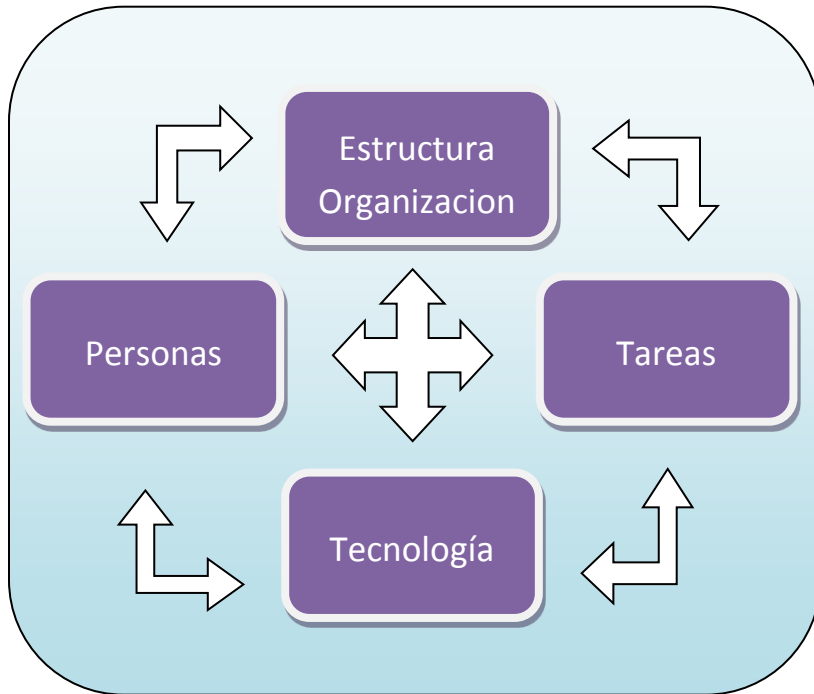 Estructura
Organizacion
Personas
Tareas
Tecnología